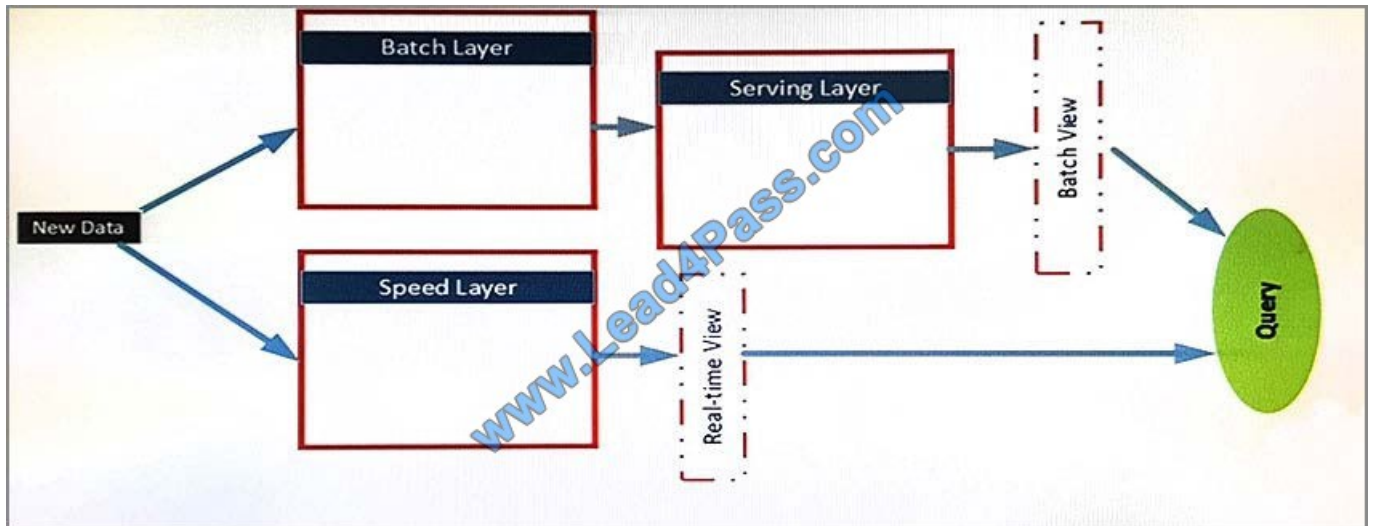 New Data
Batch Layer
Speed Layer
Serving Layer
Real-time View
Batch View
Query
www.Lead4Pass.com